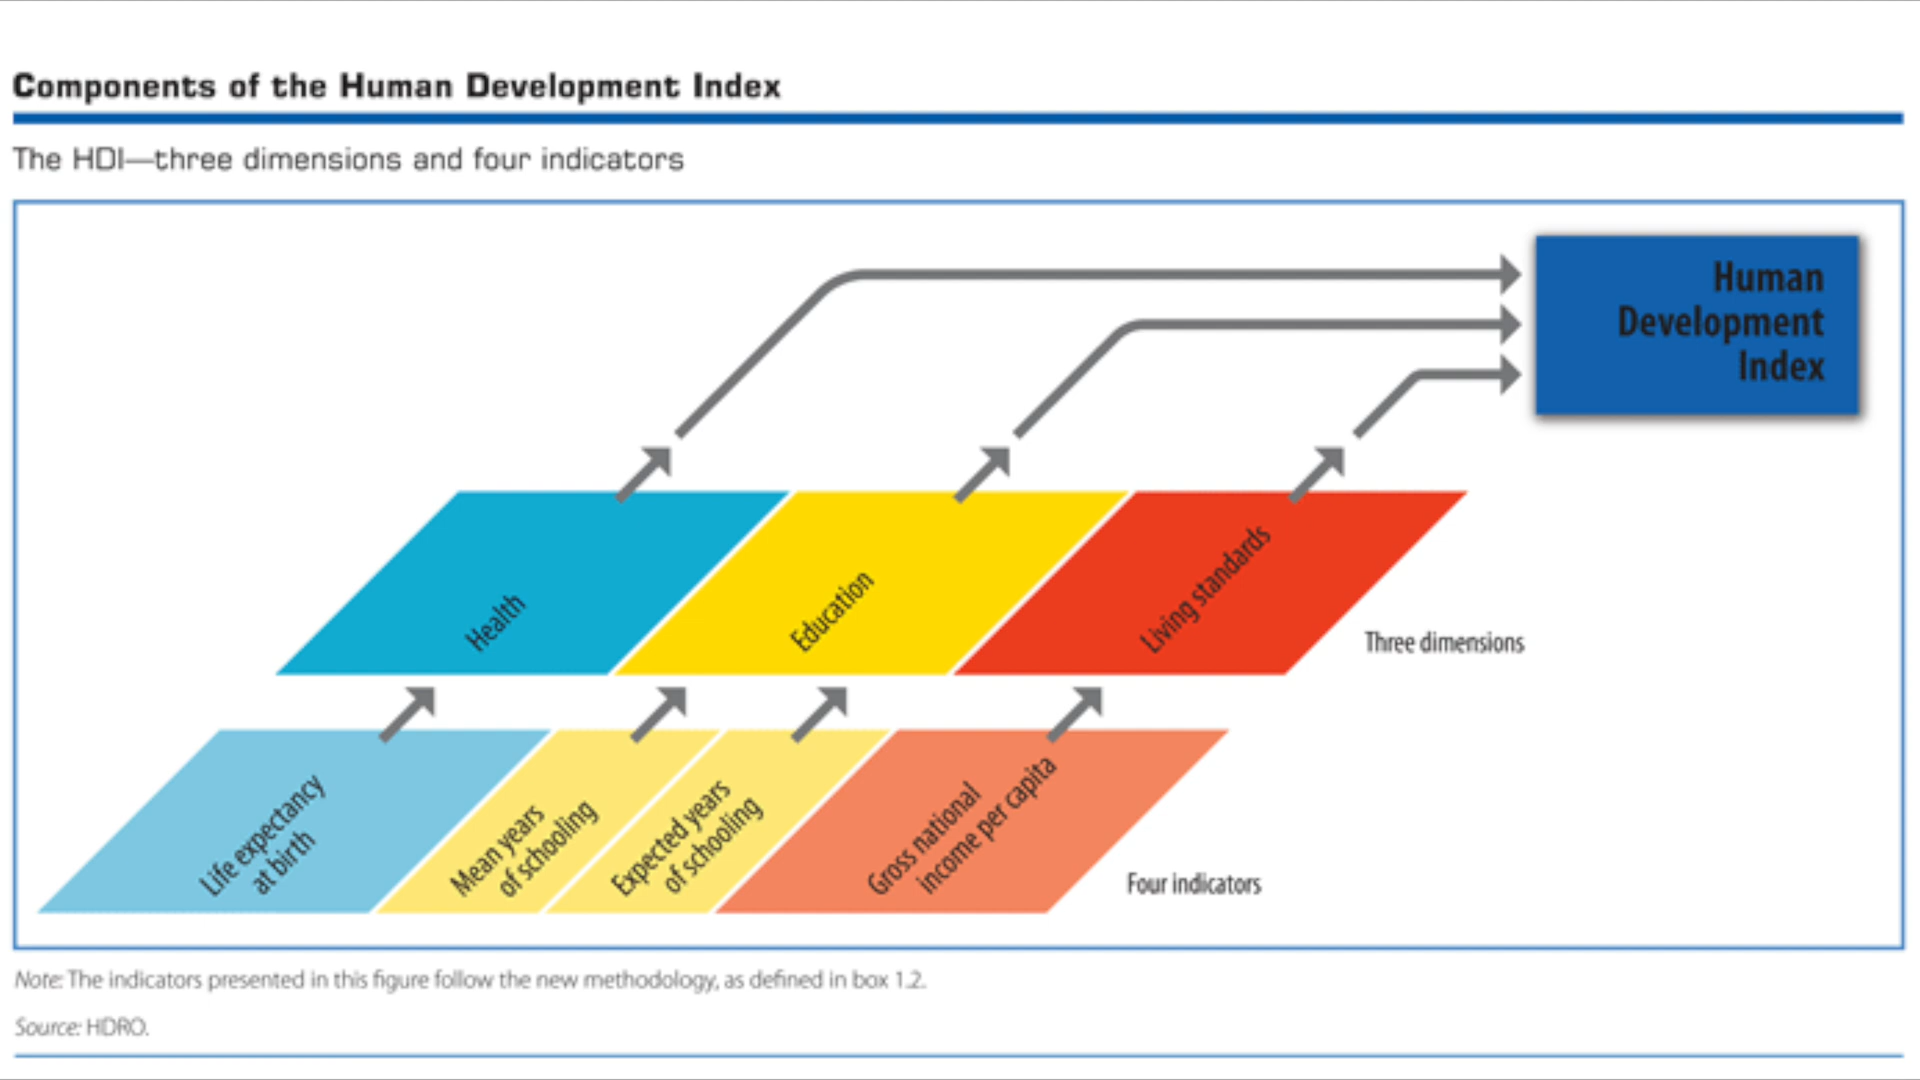 Components of the Human Development Index
The HDI—three dimensions and four indicators
Human
Development
Index
Health
Education
Living standards
Three dimensions
Life expectancy
at birth
Mean years
of schooling
Expected years
of schooling
Gross national
income per capita
Four indicators
Note: The indicators presented in this figure follow the new methodology, as defined in box 1.2.
Source: HDRO.